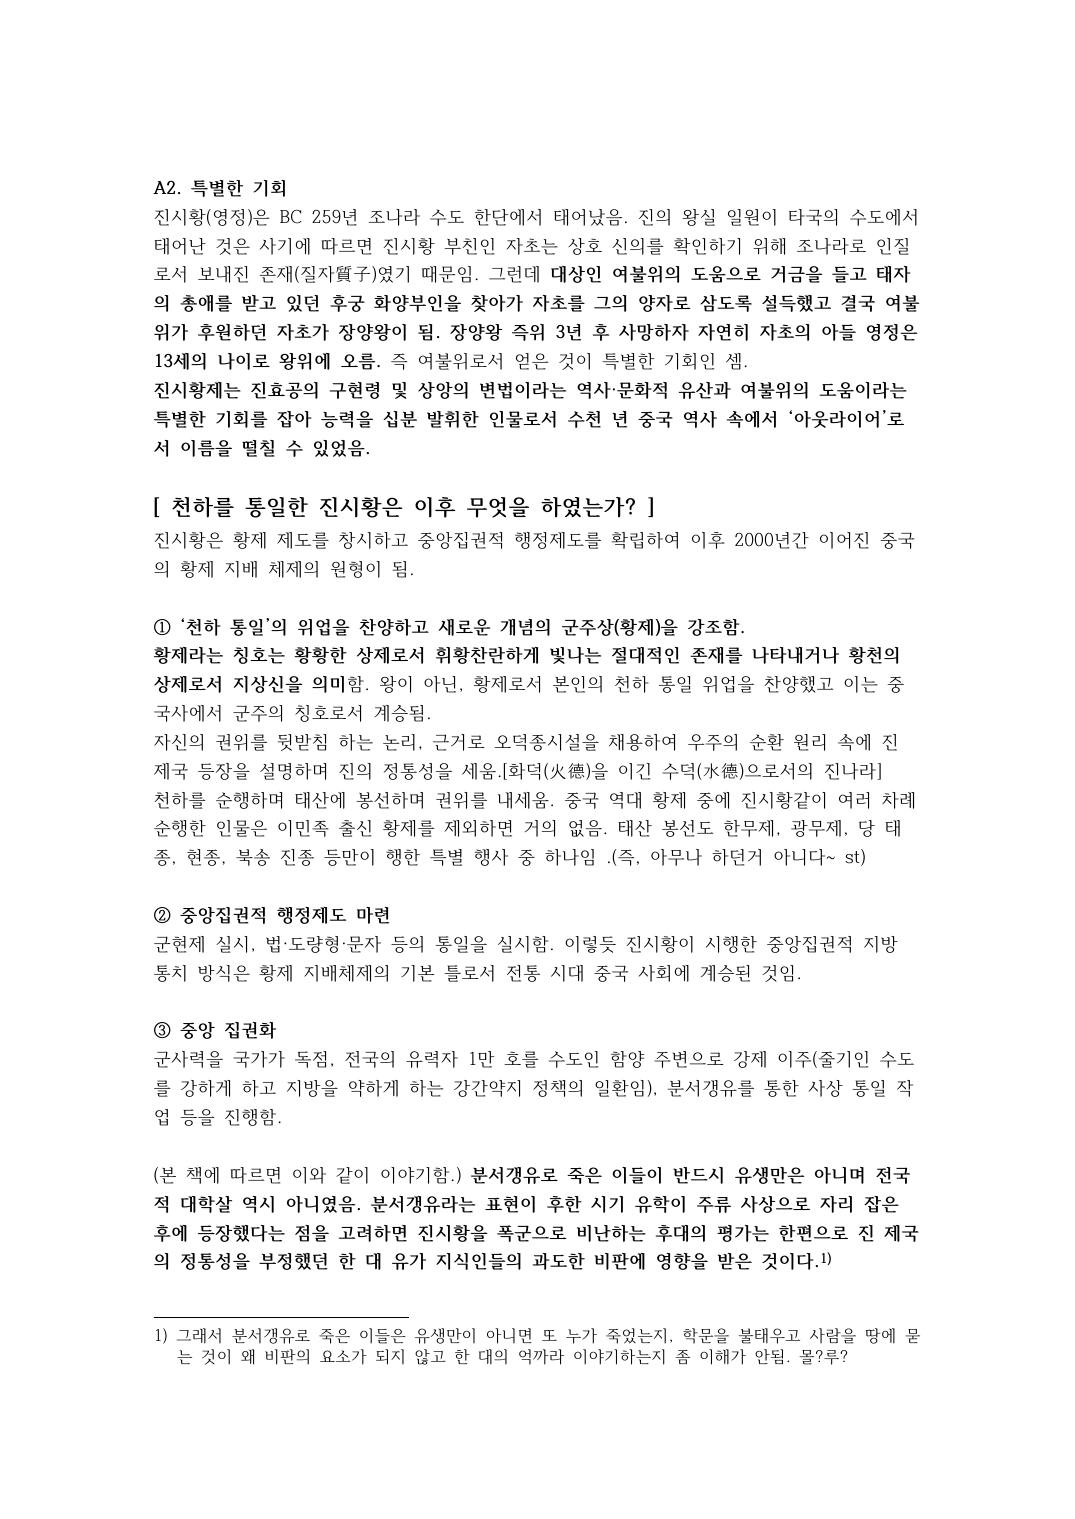 A2. 특별한 기회
진시황(영정)은 BC 259년 조나라 수도 한단에서 태어났음. 진의 왕실 일원이 타국의 수도에서
태어난 것은 사기에 따르면 진시황 부친인 자초는 상호 신의를 확인하기 위해 조나라로 인질
로서 보내진 존재(질자質子)였기 때문임. 그런데 대상인 여불위의 도움으로 거금을 들고 태자
의 총애를 받고 있던 후궁 화양부인을 찾아가 자초를 그의 양자로 삼도록 설득했고 결국 여불
위가 후원하던 자초가 장양왕이 됨. 장양왕 즉위 3년 후 사망하자 자연히 자초의 아들 영정은
13세의 나이로 왕위에 오름. 즉 여불위로서 얻은 것이 특별한 기회인 셈.
진시황제는 진효공의 구현령 및 상앙의 변법이라는 역사·문화적 유산과 여불위의 도움이라는
특별한 기회를 잡아 능력을 십분 발휘한 인물로서 수천 년 중국 역사 속에서 ‘아웃라이어’로
서 이름을 떨칠 수 있었음.
[ 천하를 통일한 진시황은 이후 무엇을 하였는가? ]
진시황은 황제 제도를 창시하고 중앙집권적 행정제도를 확립하여 이후 2000년간 이어진 중국
의 황제 지배 체제의 원형이 됨.
① ‘천하 통일’의 위업을 찬양하고 새로운 개념의 군주상(황제)을 강조함.
황제라는 칭호는 황황한 상제로서 휘황찬란하게 빛나는 절대적인 존재를 나타내거나 황천의
상제로서 지상신을 의미함. 왕이 아닌, 황제로서 본인의 천하 통일 위업을 찬양했고 이는 중
국사에서 군주의 칭호로서 계승됨.
자신의 권위를 뒷받침 하는 논리, 근거로 오덕종시설을 채용하여 우주의 순환 원리 속에 진
제국 등장을 설명하며 진의 정통성을 세움.[화덕(火德)을 이긴 수덕(水德)으로서의 진나라]
천하를 순행하며 태산에 봉선하며 권위를 내세움. 중국 역대 황제 중에 진시황같이 여러 차례
순행한 인물은 이민족 출신 황제를 제외하면 거의 없음. 태산 봉선도 한무제, 광무제, 당 태
종, 현종, 북송 진종 등만이 행한 특별 행사 중 하나임 .(즉, 아무나 하던거 아니다~ st)
② 중앙집권적 행정제도 마련
군현제 실시, 법·도량형·문자 등의 통일을 실시함. 이렇듯 진시황이 시행한 중앙집권적 지방
통치 방식은 황제 지배체제의 기본 틀로서 전통 시대 중국 사회에 계승된 것임.
③ 중앙 집권화
군사력을 국가가 독점, 전국의 유력자 1만 호를 수도인 함양 주변으로 강제 이주(줄기인 수도
를 강하게 하고 지방을 약하게 하는 강간약지 정책의 일환임), 분서갱유를 통한 사상 통일 작
업 등을 진행함.
(본 책에 따르면 이와 같이 이야기함.) 분서갱유로 죽은 이들이 반드시 유생만은 아니며 전국
적 대학살 역시 아니였음. 분서갱유라는 표현이 후한 시기 유학이 주류 사상으로 자리 잡은
후에 등장했다는 점을 고려하면 진시황을 폭군으로 비난하는 후대의 평가는 한편으로 진 제국
의 정통성을 부정했던 한 대 유가 지식인들의 과도한 비판에 영향을 받은 것이다.1)
1) 그래서 분서갱유로 죽은 이들은 유생만이 아니면 또 누가 죽었는지, 학문을 불태우고 사람을 땅에 묻
는 것이 왜 비판의 요소가 되지 않고 한 대의 억까라 이야기하는지 좀 이해가 안됨. 몰?루?